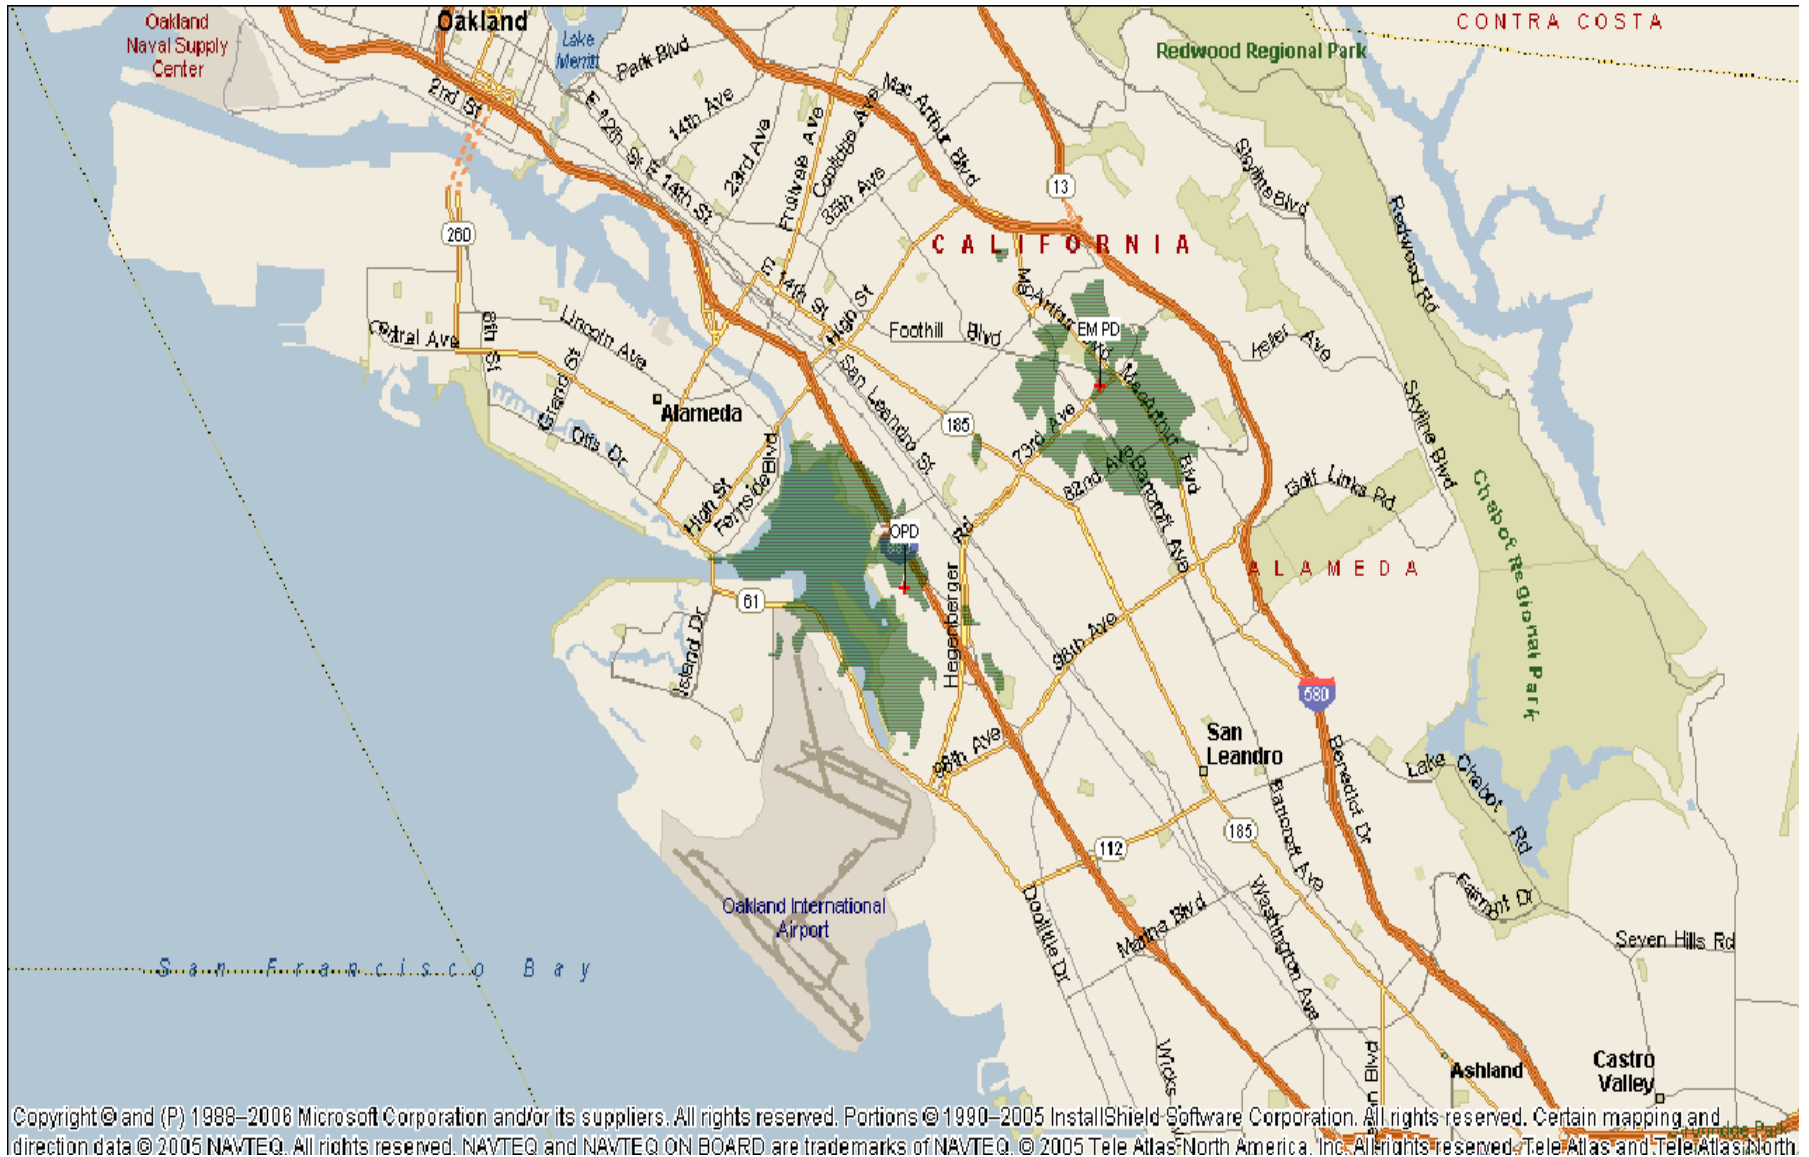 Oakland
Naval Supply
Center
Oakland
Lake
Merritt
Park Blvd
CONTRA COSTA
Redwood Regional Park
2nd St
E 12th St
E 14th St
14th Ave
23rd Ave
Fruitvale Ave
Coolidge Ave
35th Ave
Mac Arthur Blvd
13
Skyline Blvd
Redwood Rd
260
CALIFORNIA
E 14th St
High St
Foothill Blvd
EM PD
Keller Ave
Central Ave
8th St
Lincoln Ave
Grand St
Otis Dr
Alameda
San Leandro St
185
73rd Ave
MacArthur Blvd
82nd Ave
Bancroft Ave
Golf Links Rd
Skyline Blvd
Chabot Regional Park
High St
Fernside Blvd
OPD
Hegenberger Rd
ALAMEDA
61
Island Dr
98th Ave
580
San
Leandro
98th Ave
Benedict Dr
Lake Chabot Rd
Bancroft Ave
185
112
Fairmont Dr
Oakland International
Airport
Doolittle Dr
Marina Blvd
Washington Ave
Seven Hills Rd
San Francisco Bay
Wicks
Ashland
Castro
Valley
Copyright © and (P) 1988–2006 Microsoft Corporation and/or its suppliers. All rights reserved. Portions © 1990–2005 InstallShield Software Corporation. All rights reserved. Certain mapping and
direction data © 2005 NAVTEQ. All rights reserved. NAVTEQ and NAVTEQ ON BOARD are trademarks of NAVTEQ. © 2005 Tele Atlas North America, Inc. All rights reserved. Tele Atlas and Tele Atlas North